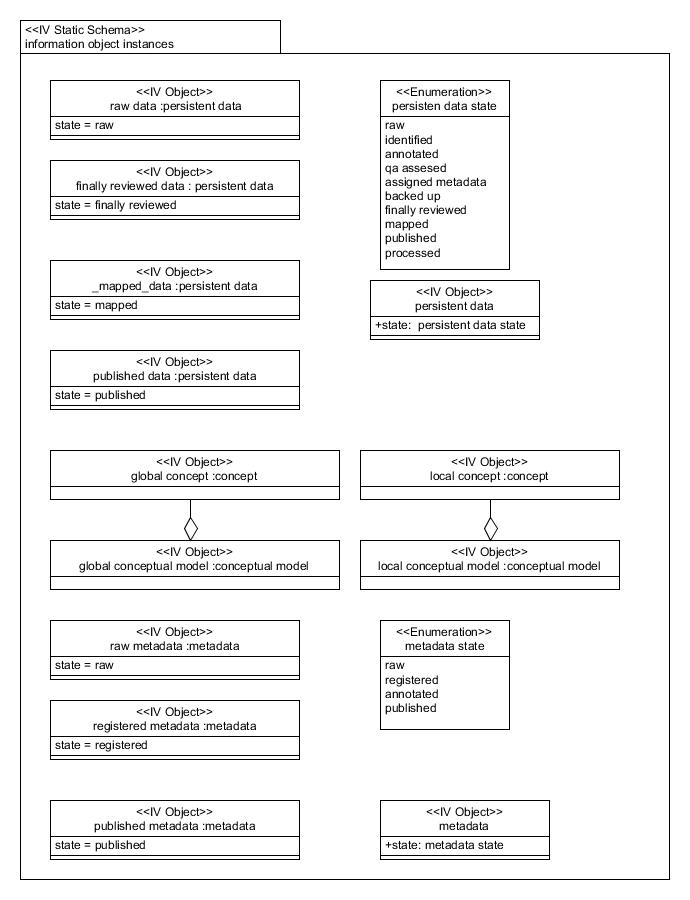 <<IV Static Schema>>
information object instances
<<IV Object>>
raw data :persistent data
state = raw
<<Enumeration>>
persisten data state
raw
identified
annotated
qa assesed
assigned metadata
backed up
finally reviewed
mapped
published
processed
<<IV Object>>
finally reviewed data : persistent data
state = finally reviewed
<<IV Object>>
_mapped_data :persistent data
state = mapped
<<IV Object>>
persistent data
+state:  persistent data state
<<IV Object>>
published data :persistent data
state = published
<<IV Object>>
global concept :concept
<<IV Object>>
local concept :concept
<<IV Object>>
global conceptual model :conceptual model
<<IV Object>>
local conceptual model :conceptual model
<<IV Object>>
raw metadata :metadata
state = raw
<<Enumeration>>
metadata state
raw
registered
annotated
published
<<IV Object>>
registered metadata :metadata
state = registered
<<IV Object>>
published metadata :metadata
state = published
<<IV Object>>
metadata
+state: metadata state